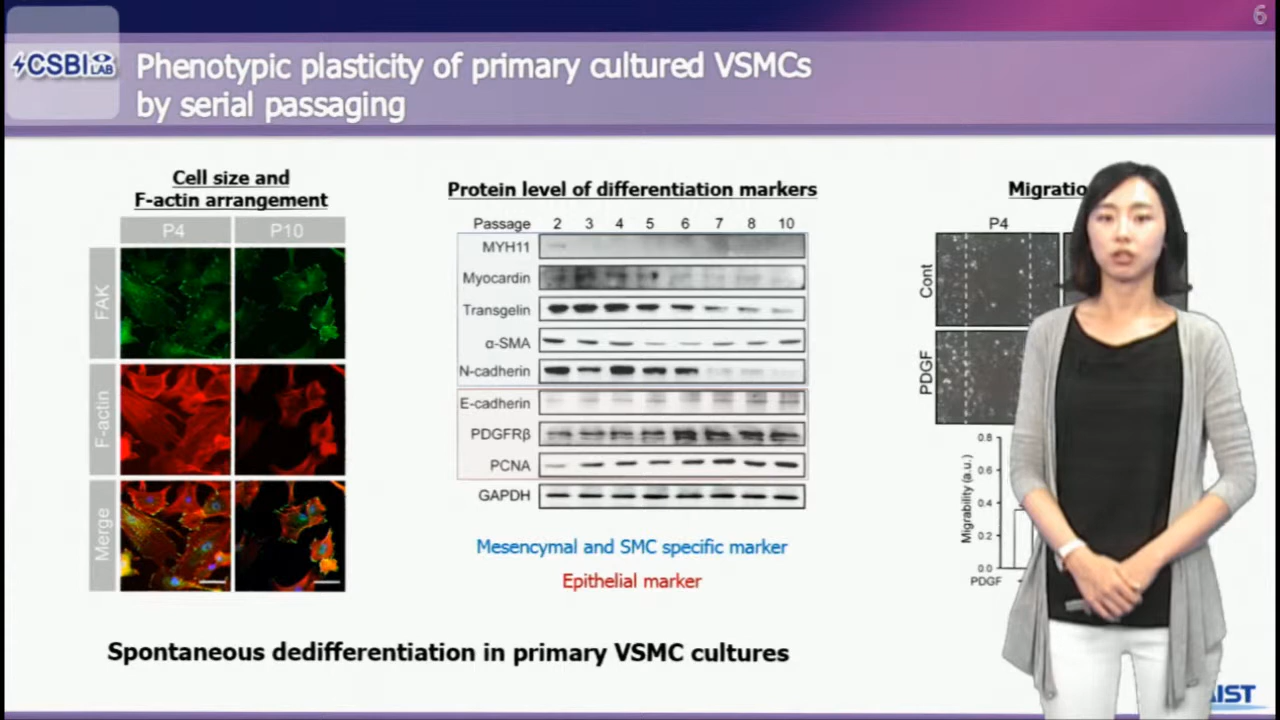 6
CSBI LAB
Phenotypic plasticity of primary cultured VSMCs
by serial passaging
Cell size and
F-actin arrangement
P4 P10
FAK
F-actin
Merge
Protein level of differentiation markers
Passage 2 3 4 5 6 7 8 10
MYH11
Myocardin
Transgelin
α-SMA
N-cadherin
E-cadherin
PDGFRβ
PCNA
GAPDH
Mesencymal and SMC specific marker
Epithelial marker
P4
Cont
PDGF
Migrability (a.u.)
0.8
0.6
0.4
0.2
0.0
PDGF
Spontaneous dedifferentiation in primary VSMC cultures